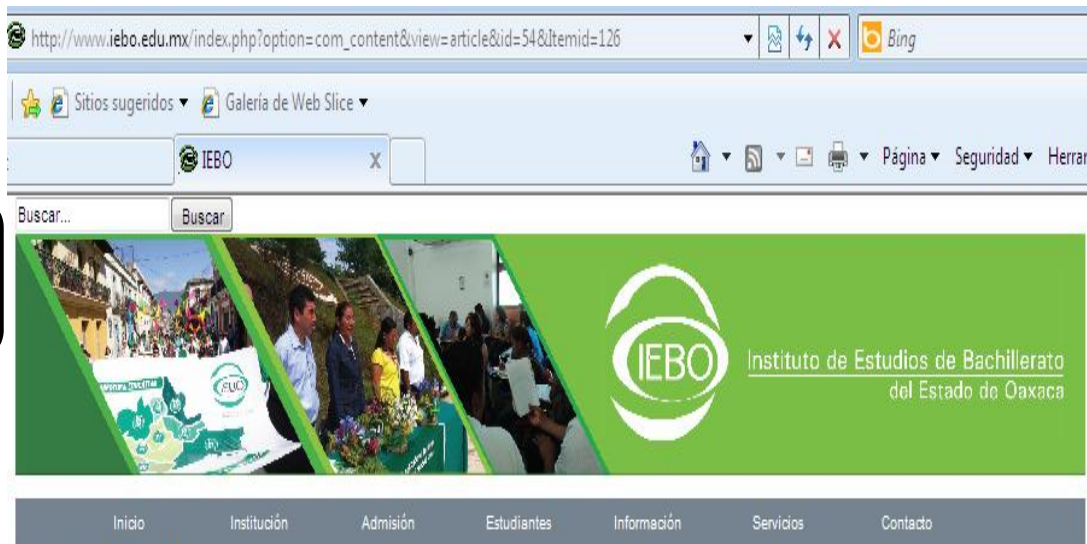 http://www.iebo.edu.mx/index.php?option=com_content&view=article&id=54&Itemid=126
Bing
Sitios sugeridos
Galería de Web Slice
IEBO
X
Página
Seguridad
Herrar
Buscar...
Buscar
IEBO
IEBO
Instituto de Estudios de Bachillerato
del Estado de Oaxaca
Inicio
Institución
Admisión
Estudiantes
Información
Servicios
Contacto